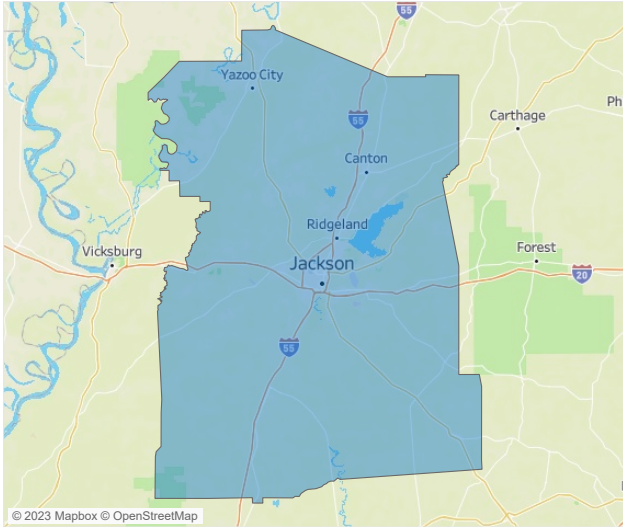 55
Yazoo City
55
Carthage
Ph
Canton
Ridgeland
Vicksburg
Forest
Jackson
20
55
© 2023 Mapbox © OpenStreetMap